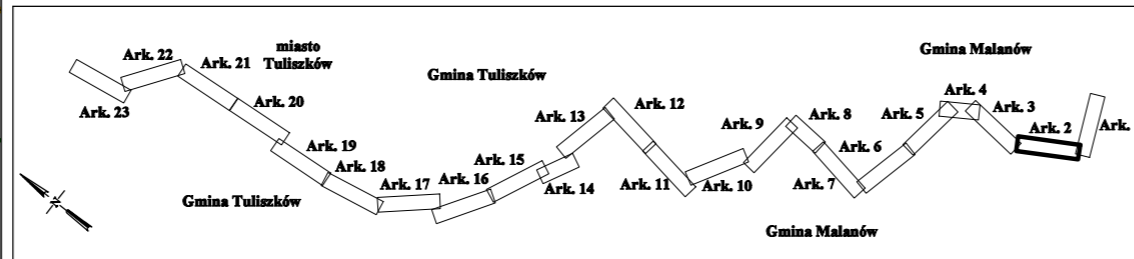 Ark. 22
Ark. 21
miasto
Tuliszków
Ark. 23
Ark. 20
Gmina Tuliszków
Ark. 19
Ark. 18
Ark. 17
Ark. 16
Ark. 15
Ark. 14
Ark. 13
Ark. 12
Ark. 11
Ark. 10
Ark. 9
Ark. 8
Ark. 7
Ark. 6
Ark. 5
Gmina Malanów
Ark. 4
Ark. 3
Ark. 2
Ark.
Gmina Tuliszków
Gmina Malanów
N